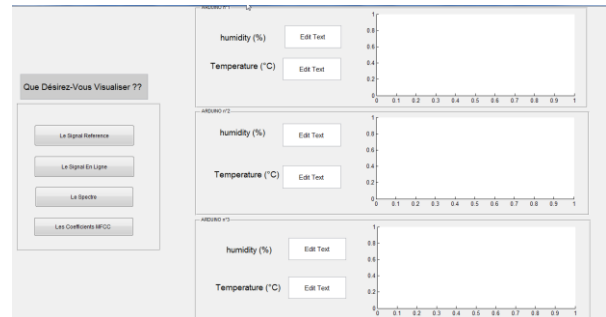 ARDUINO n°1
humidity (%)
Edit Text
Temperature (°C)
Edit Text
1
0.8
0.6
0.4
0.2
0
0 0.1 0.2 0.3 0.4 0.5 0.6 0.7 0.8 0.9 1
Que Désirez-Vous Visualiser ??
Le Signal Reference
Le Signal En Ligne
Le Spectre
Les Coefficients MFCC
ARDUINO n°2
humidity (%)
Edit Text
Temperature (°C)
Edit Text
1
0.8
0.6
0.4
0.2
0
0 0.1 0.2 0.3 0.4 0.5 0.6 0.7 0.8 0.9 1
ARDUINO n°3
humidity (%)
Edit Text
Temperature (°C)
Edit Text
1
0.8
0.6
0.4
0.2
0
0 0.1 0.2 0.3 0.4 0.5 0.6 0.7 0.8 0.9 1